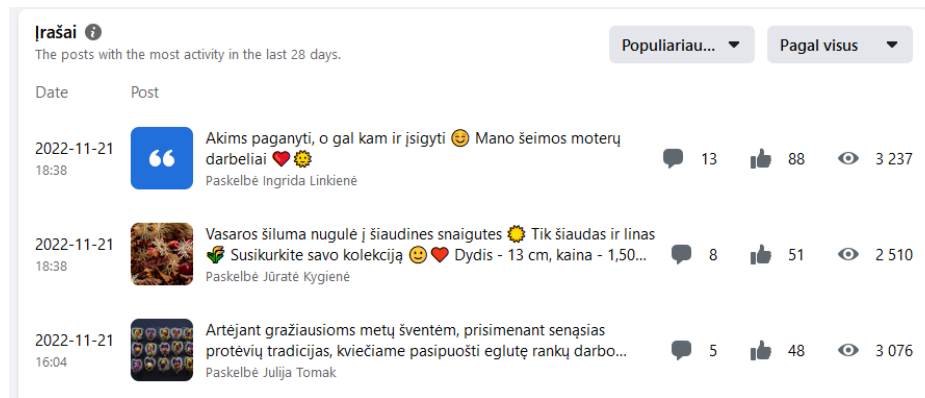 Įrašai
The posts with the most activity in the last 28 days.
Populiariau...
Pagal visus
Date Post
2022-11-21
18:38
Akims paganyti, o gal kam ir įsigyti 😊 Mano šeimos moterų
darbeliai ❤️🌞
Paskelbė Ingrida Linkienė
13 88 3 237
2022-11-21
18:38
Vasaros šiluma nugulė į šiaudines snaigutes 🌞 Tik šiaudas ir linas
🌾 Susikurkite savo kolekciją 🙂❤️ Dydis - 13 cm, kaina - 1,50...
Paskelbė Jūratė Kygienė
8 51 2 510
2022-11-21
16:04
Artėjant gražiausioms metų šventėm, prisimenant senąsias
protėvių tradicijas, kviečiame pasipuošti eglutę rankų darbo...
Paskelbė Julija Tomak
5 48 3 076